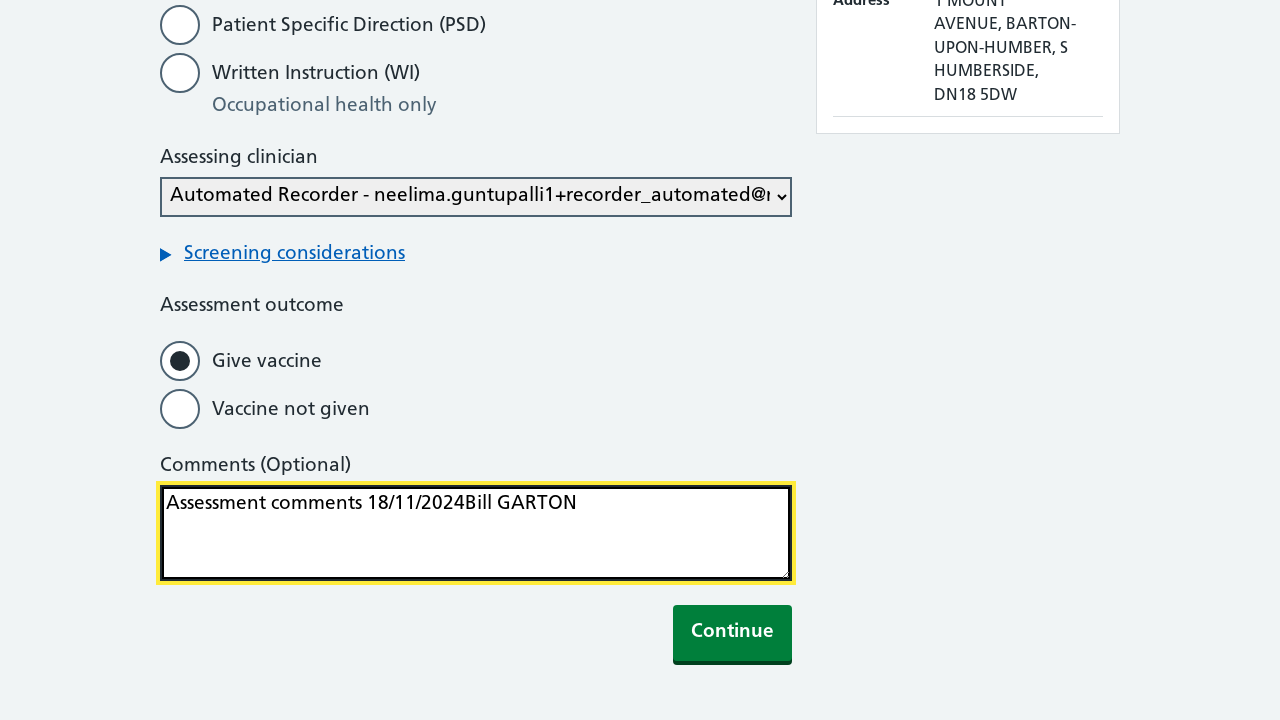 Patient Specific Direction (PSD)
Written Instruction (WI)
Occupational health only
Assessing clinician
Automated Recorder - neelima.guntupalli1+recorder_automated@
Screening considerations
Assessment outcome
Give vaccine
Vaccine not given
Comments (Optional)
Assessment comments 18/11/2024Bill GARTON
Continue
Address
1 MOUNT
AVENUE, BARTON-
UPON-HUMBER, S
HUMBERSIDE,
DN18 5DW